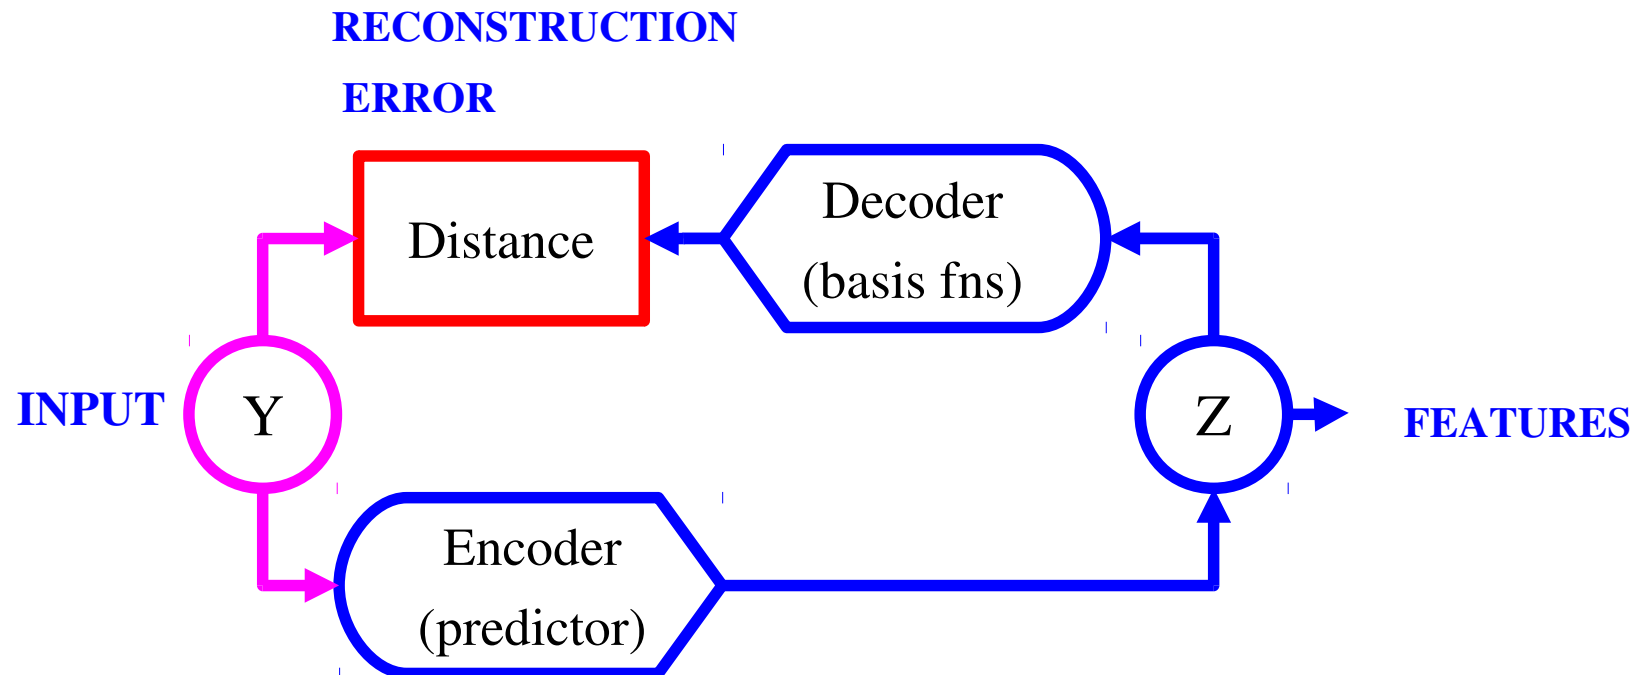 RECONSTRUCTION
ERROR
Distance
Decoder
(basis fns)
INPUT
Y
Z
FEATURES
Encoder
(predictor)